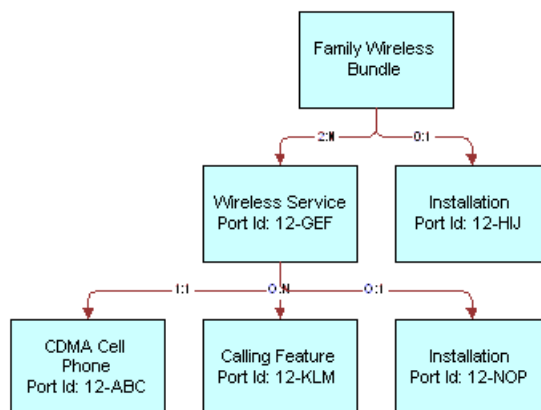 Family Wireless
Bundle
2:N
0:1
Wireless Service
Port Id: 12-GEF
Installation
Port Id: 12-HIJ
1:1
0:N
0:1
CDMA Cell
Phone
Port Id: 12-ABC
Calling Feature
Port Id: 12-KLM
Installation
Port Id: 12-NOP